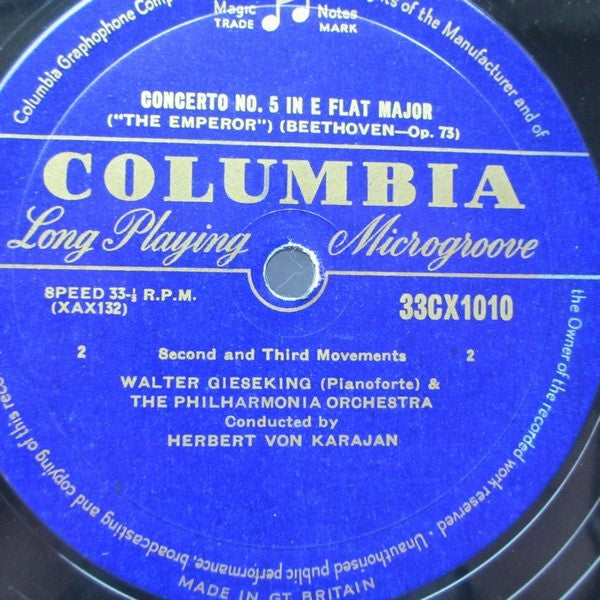 Columbia Graphophone Comp
Magic Notes
TRADE MARK
ghts of the Manufacturer and of
CONCERTO NO. 5 IN E FLAT MAJOR
("THE EMPEROR") (BEETHOVEN—Op. 73)
COLUMBIA
Long Playing Microgroove
SPEED 33-⅓ R.P.M.
(XAX132)
33CX1010
2 Second and Third Movements 2
WALTER GIESEKING (Pianoforte) &
THE PHILHARMONIA ORCHESTRA
Conducted by
HERBERT VON KARAJAN
the Owner of the recorded work reserved · Unauthorised public performance, broadcasting and copying of this reco
MADE IN GT BRITAIN